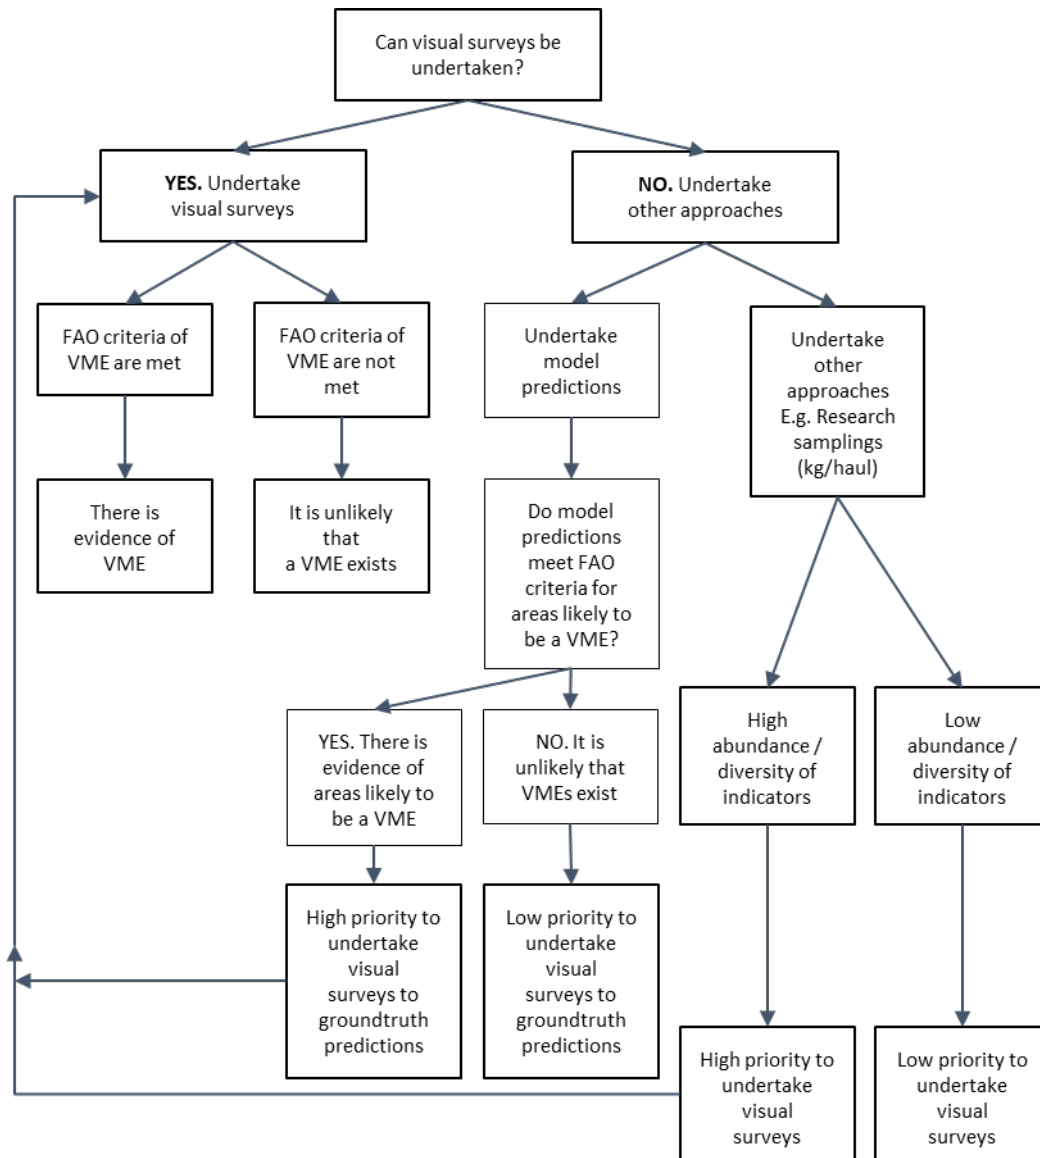 Can visual surveys be
undertaken?
YES. Undertake
visual surveys
NO. Undertake
other approaches
FAO criteria of
VME are met
FAO criteria of
VME are not
met
Undertake
model
predictions
Undertake
other
approaches
E.g. Research
samplings
(kg/haul)
There is
evidence of
VME
It is unlikely
that
a VME exists
Do model
predictions
meet FAO
criteria for
areas likely to
be a VME?
YES. There is
evidence of
areas likely to
be a VME
NO. It is
unlikely that
VMEs exist
High
abundance /
diversity of
indicators
Low
abundance /
diversity of
indicators
High priority to
undertake
visual
surveys to
groundtruth
predictions
Low priority to
undertake
visual
surveys to
groundtruth
predictions
High priority to
undertake
visual
surveys
Low priority to
undertake
visual
surveys